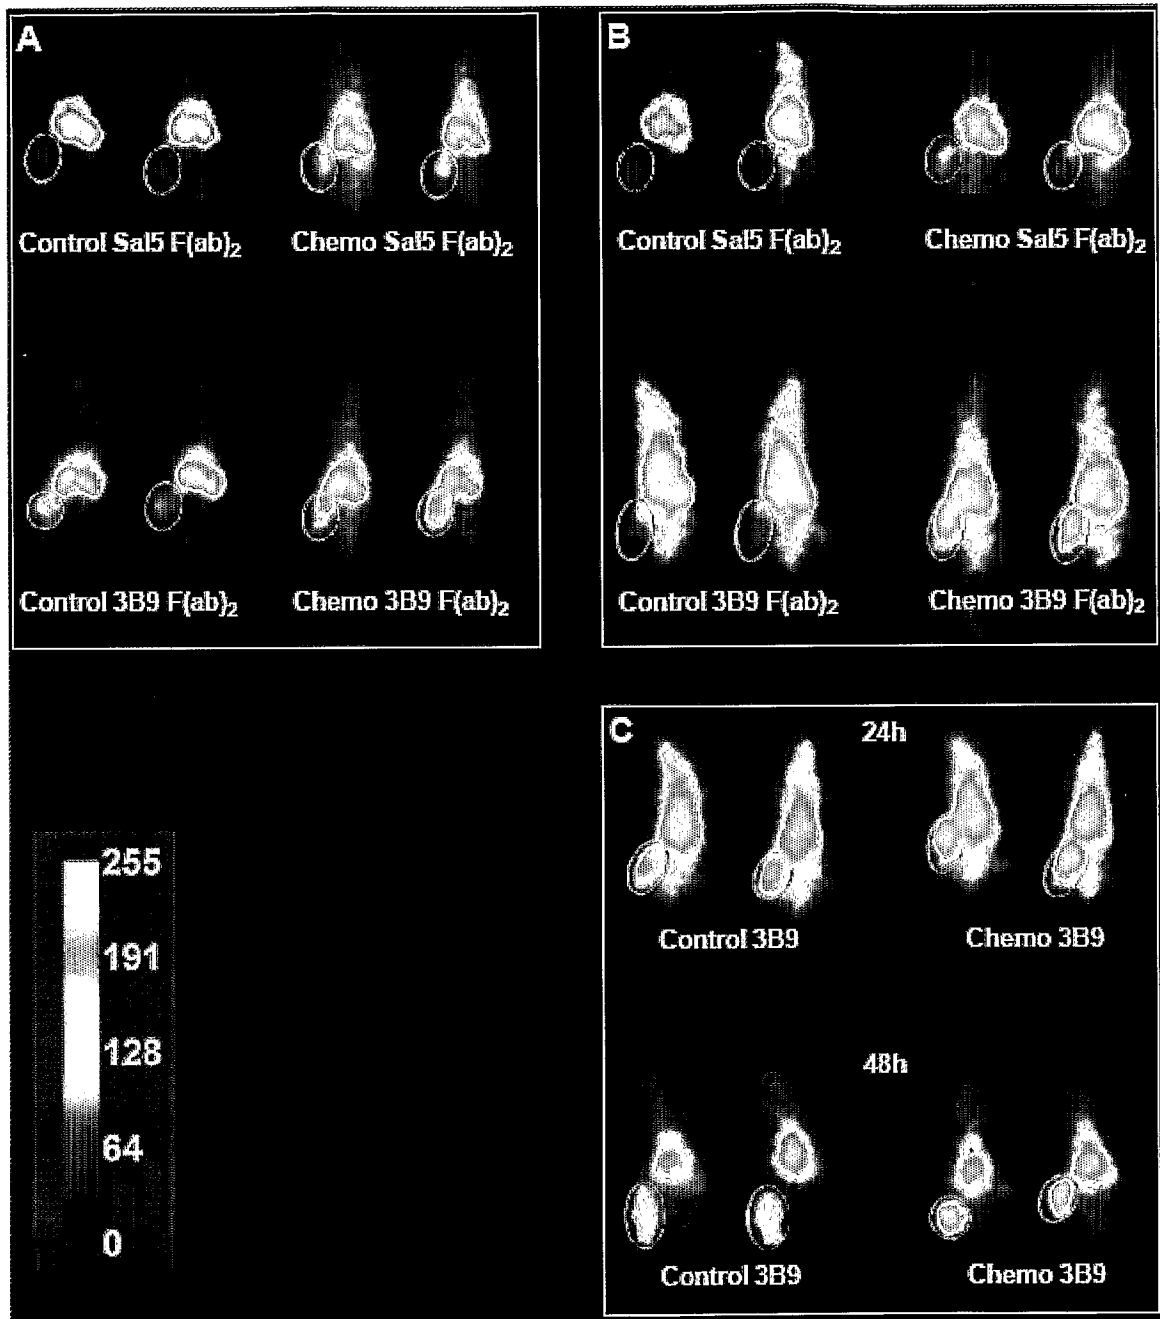 A
Control Sal5 F(ab)₂ Chemo Sal5 F(ab)₂
Control 3B9 F(ab)₂ Chemo 3B9 F(ab)₂
B
Control Sal5 F(ab)₂ Chemo Sal5 F(ab)₂
Control 3B9 F(ab)₂ Chemo 3B9 F(ab)₂
C
24h
Control 3B9 Chemo 3B9
48h
Control 3B9 Chemo 3B9
255
191
128
64
0